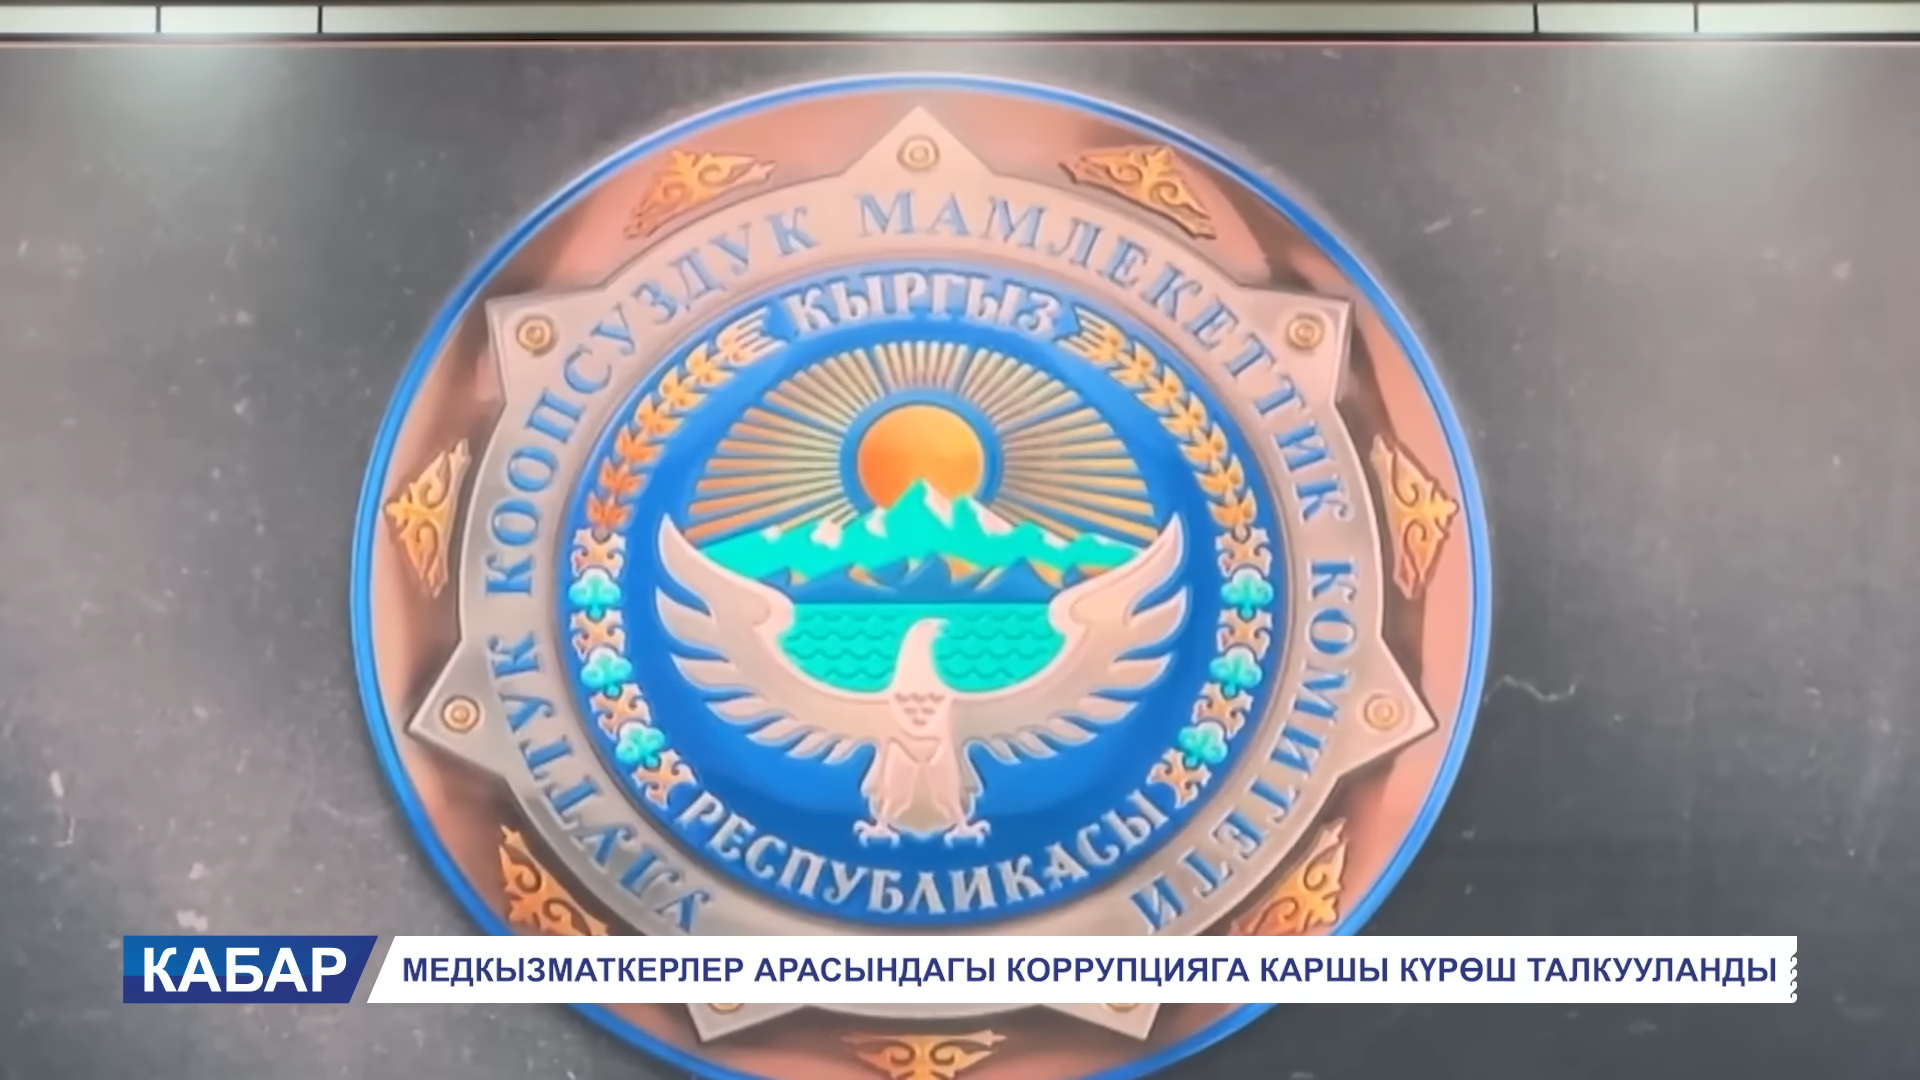 УЛУТТУК КООПСУЗДУК МАМЛЕКЕТТИК КОМИТЕТИ
КЫРГЫЗ
РЕСПУБЛИКАСЫ
КАБАР
МЕДКЫЗМАТКЕРЛЕР АРАСЫНДАГЫ КОРРУПЦИЯГА КАРШЫ КҮРӨШ ТАЛКУУЛАНДЫ